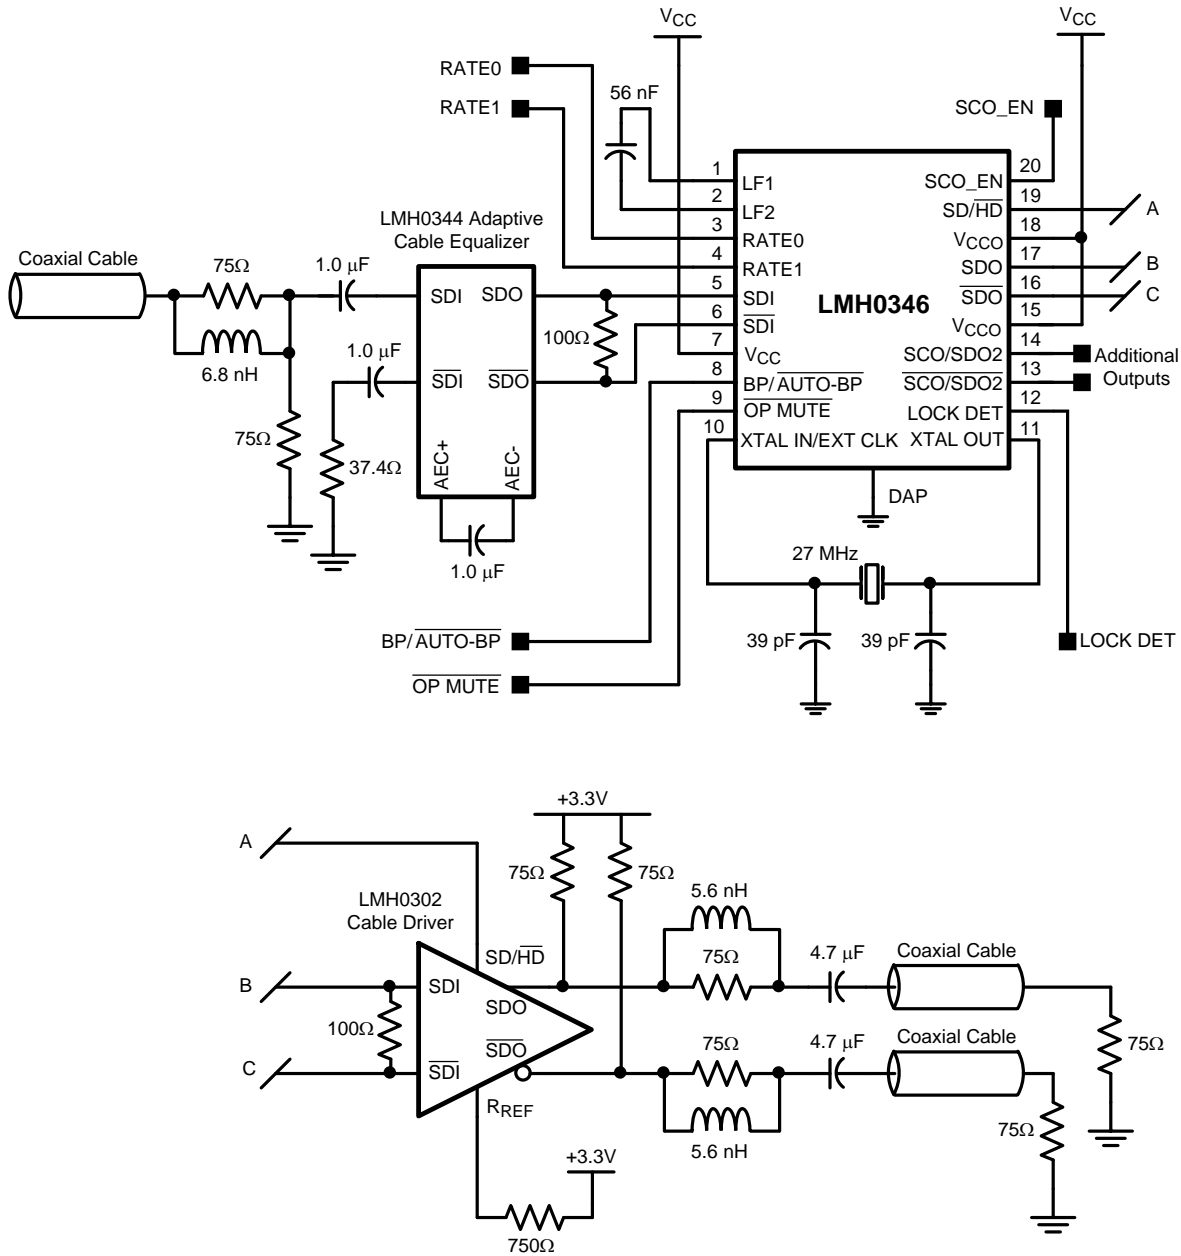 VCC
VCC
RATE0
RATE1
56 nF
SCO_EN
LMH0344 Adaptive
Cable Equalizer
Coaxial Cable
75Ω
6.8 nH
1.0 µF
1.0 µF
75Ω
37.4Ω
SDI
SDO
SDI
SDO
AEC+
AEC-
1.0 µF
100Ω
LMH0346
1
LF1
2
LF2
3
RATE0
4
RATE1
5
SDI
6
SDI
7
VCC
8
BP/AUTO-BP
9
OP MUTE
10
XTAL IN/EXT CLK
20
SCO_EN
19
SD/HD
18
VCCO
17
SDO
16
SDO
15
VCCO
14
SCO/SDO2
13
SCO/SDO2
12
LOCK DET
11
XTAL OUT
A
B
C
Additional
Outputs
DAP
27 MHz
39 pF
39 pF
BP/AUTO-BP
OP MUTE
LOCK DET
+3.3V
A
75Ω
75Ω
LMH0302
Cable Driver
B
C
100Ω
SD/HD
SDI
SDO
SDO
SDI
RREF
+3.3V
750Ω
5.6 nH
75Ω
4.7 µF
Coaxial Cable
75Ω
75Ω
4.7 µF
Coaxial Cable
5.6 nH
75Ω